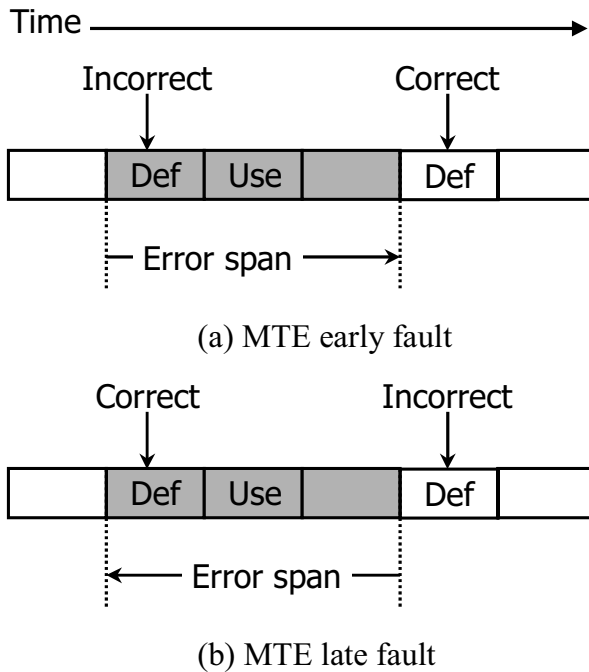 Time
Incorrect Correct
Def Use Def
Error span
(a) MTE early fault
Correct Incorrect
Def Use Def
Error span
(b) MTE late fault